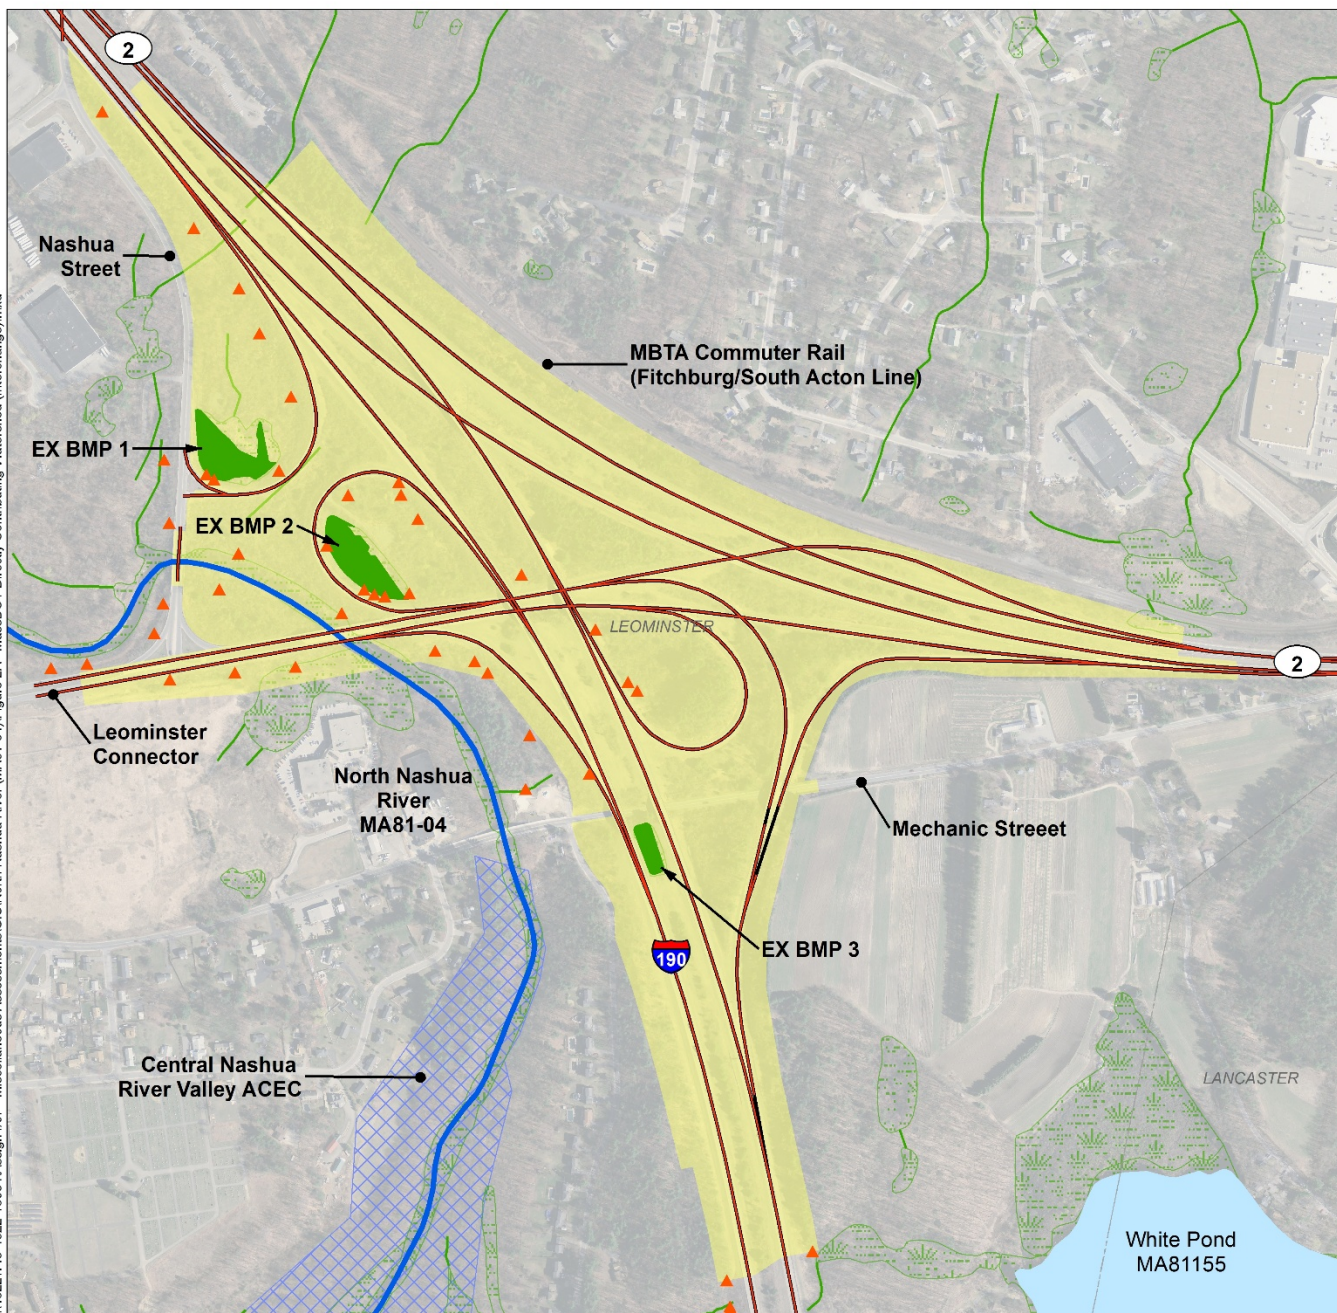 2
Nashua
Street
MBTA Commuter Rail
(Fitchburg/South Acton Line)
EX BMP 1
EX BMP 2
LEOMINSTER
2
Leominster
Connector
North Nashua
River
MA81-04
Mechanic Streeet
EX BMP 3
190
Central Nashua
River Valley ACEC
LANCASTER
White Pond
MA81155